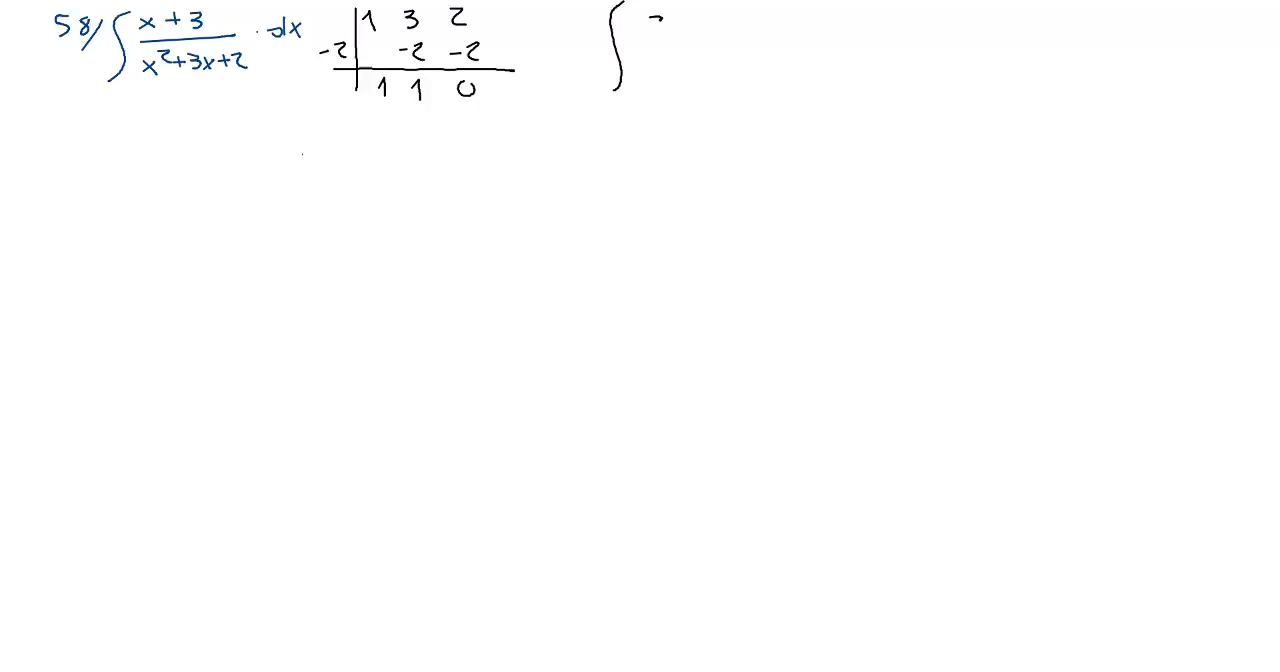 58/ ∫ (x + 3)/(x²+3x+2) · dx
1 3 2
-2 -2 -2
1 1 0
∫